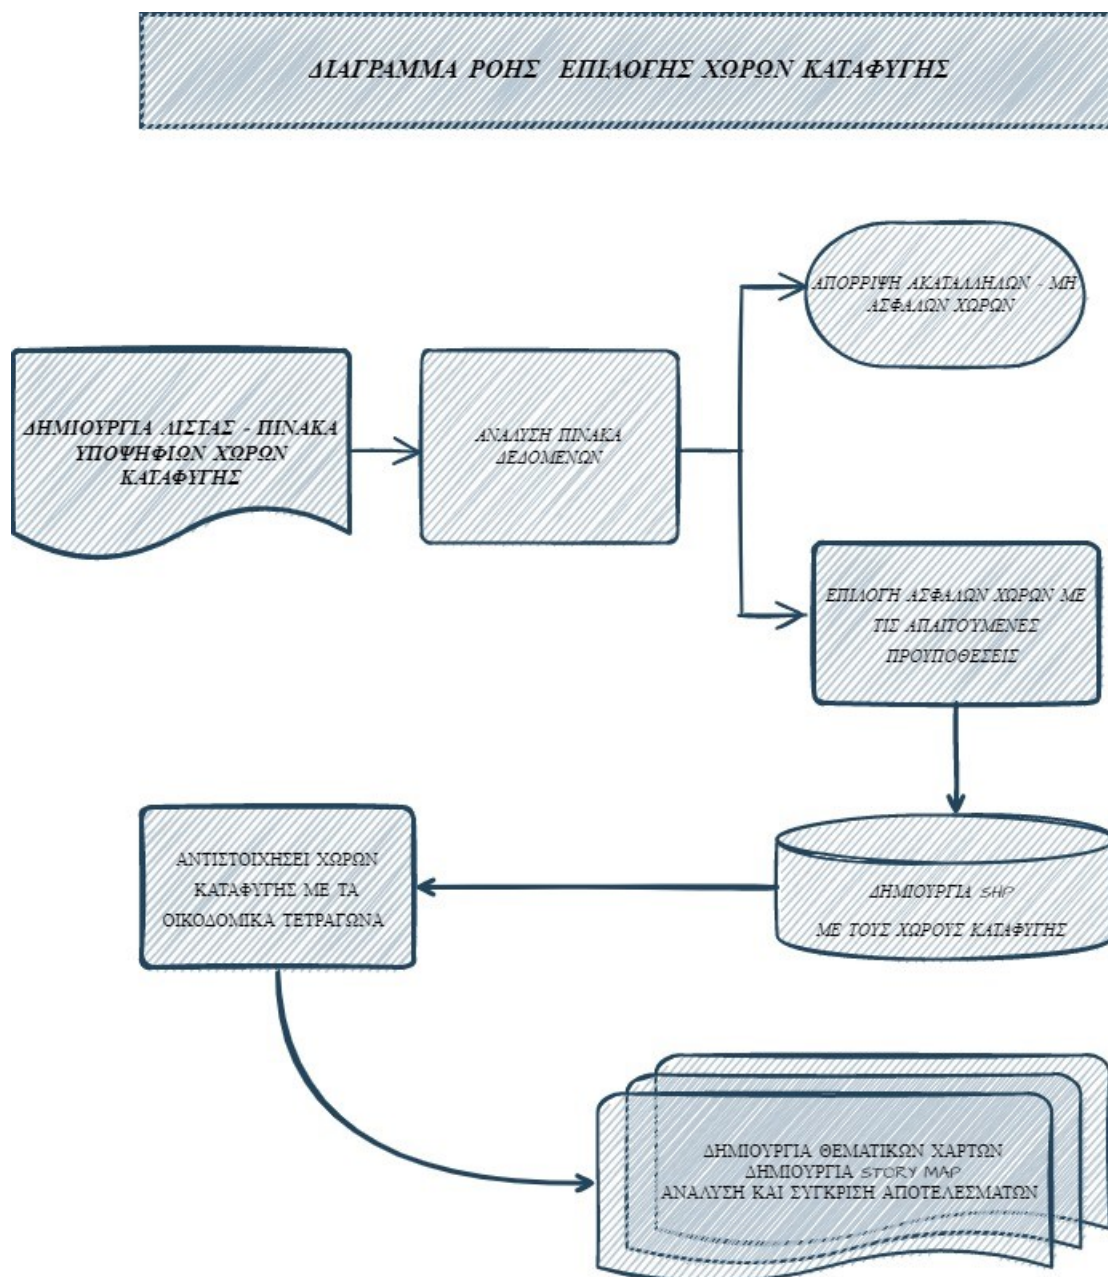 ΔΙΑΓΡΑΜΜΑ ΡΟΗΣ ΕΠΙΛΟΓΗΣ ΧΩΡΩΝ ΚΑΤΑΦΥΓΗΣ
ΑΠΟΡΡΙΨΗ ΑΚΑΤΑΛΛΗΛΩΝ - ΜΗ
ΑΣΦΑΛΩΝ ΧΩΡΩΝ
ΔΗΜΙΟΥΡΓΙΑ ΛΙΣΤΑΣ - ΠΙΝΑΚΑ
ΥΠΟΨΗΦΙΩΝ ΧΩΡΩΝ
ΚΑΤΑΦΥΓΗΣ
ΑΝΑΛΥΣΗ ΠΙΝΑΚΑ
ΔΕΔΟΜΕΝΩΝ
ΕΠΙΛΟΓΗ ΑΣΦΑΛΩΝ ΧΩΡΩΝ ΜΕ
ΤΙΣ ΑΠΑΙΤΟΥΜΕΝΕΣ
ΠΡΟΥΠΟΘΕΣΕΙΣ
ΔΗΜΙΟΥΡΓΙΑ SHP
ΜΕ ΤΟΥΣ ΧΩΡΟΥΣ ΚΑΤΑΦΥΓΗΣ
ΑΝΤΙΣΤΟΙΧΗΣΕΙ ΧΩΡΩΝ
ΚΑΤΑΦΥΓΗΣ ΜΕ ΤΑ
ΟΙΚΟΔΟΜΙΚΑ ΤΕΤΡΑΓΩΝΑ
ΔΗΜΙΟΥΡΓΙΑ ΘΕΜΑΤΙΚΩΝ ΧΑΡΤΩΝ
ΔΗΜΙΟΥΡΓΙΑ STORY MAP
ΑΝΑΛΥΣΗ ΚΑΙ ΣΥΓΚΡΙΣΗ ΑΠΟΤΕΛΕΣΜΑΤΩΝ